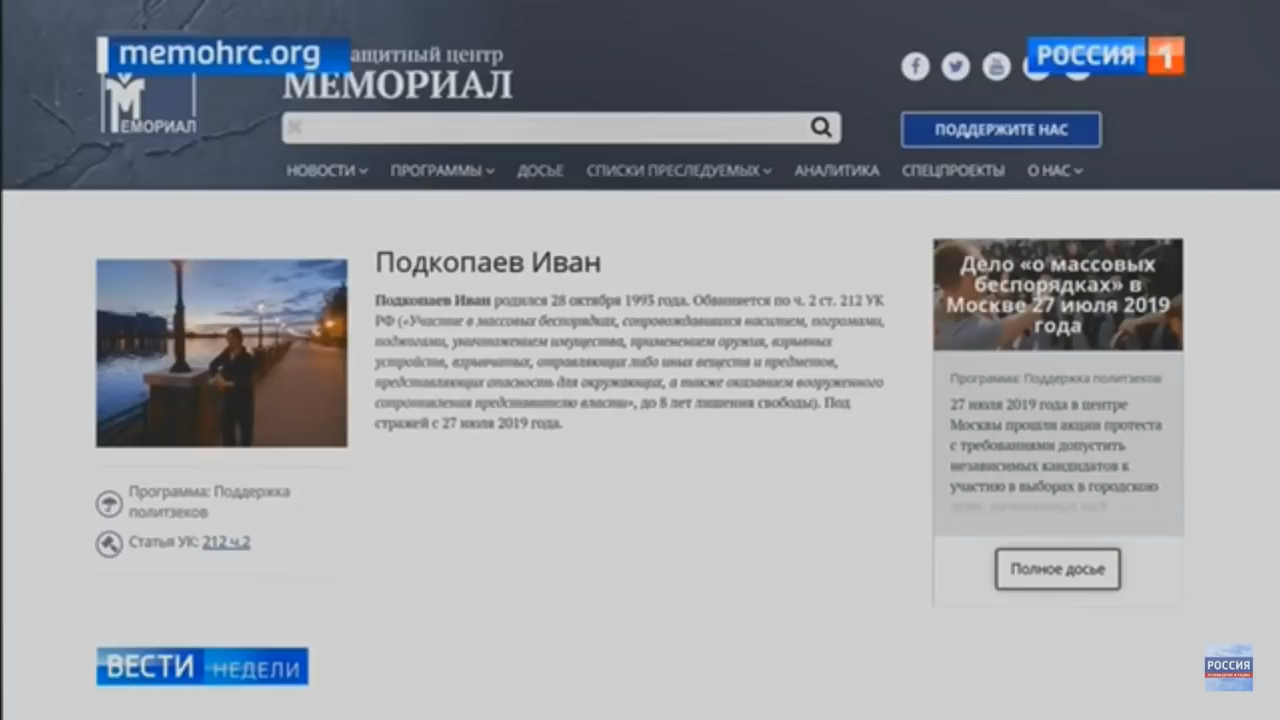 memohrc.org
ащитный центр
МЕМОРИАЛ
РОССИЯ 1
М
ЕМОРИАЛ
ПОДДЕРЖИТЕ НАС
НОВОСТИ ПРОГРАММЫ ДОСЬЕ СПИСКИ ПРЕСЛЕДУЕМЫХ АНАЛИТИКА СПЕЦПРОЕКТЫ О НАС
Подкопаев Иван
Подкопаев Иван родился 28 октября 1993 года. Обвиняется по ч. 2 ст. 212 УК
РФ («Участие в массовых беспорядках, сопровождавшихся насилием, погромами,
поджогами, уничтожением имущества, применением оружия, взрывных
устройств, взрывчатых, отравляющих либо иных веществ и предметов,
представляющих опасность для окружающих, а также оказанием вооруженного
сопротивления представителю власти», до 8 лет лишения свободы). Под
стражей с 27 июля 2019 года.
Программа: Поддержка
политзеков
Статья УК: 212 ч.2
Дело «о массовых
беспорядках» в
Москве 27 июля 2019
года
Программа: Поддержка политзеков
27 июля 2019 года в центре
Москвы прошли акции протеста
с требованиями допустить
независимых кандидатов к
участию в выборах в городскую
Полное досье
ВЕСТИ НЕДЕЛИ
РОССИЯ